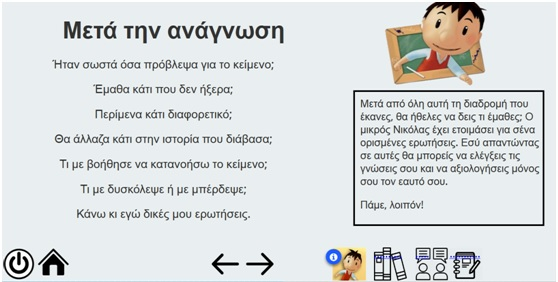 Μετά την ανάγνωση
Ήταν σωστά όσα πρόβλεψα για το κείμενο;
Έμαθα κάτι που δεν ήξερα;
Περίμενα κάτι διαφορετικό;
Θα άλλαζα κάτι στην ιστορία που διάβασα;
Τι με βοήθησε να κατανοήσω το κείμενο;
Τι με δυσκόλεψε ή με μπέρδεψε;
Κάνω κι εγώ δικές μου ερωτήσεις.
Μετά από όλη αυτή τη διαδρομή που
έκανες, θα ήθελες να δεις τι έμαθες; Ο
μικρός Νικόλας έχει ετοιμάσει για σένα
ορισμένες ερωτήσεις. Εσύ απαντώντας
σε αυτές θα μπορείς να ελέγξεις τις
γνώσεις σου και να αξιολογήσεις μόνος
σου τον εαυτό σου.
Πάμε, λοιπόν!